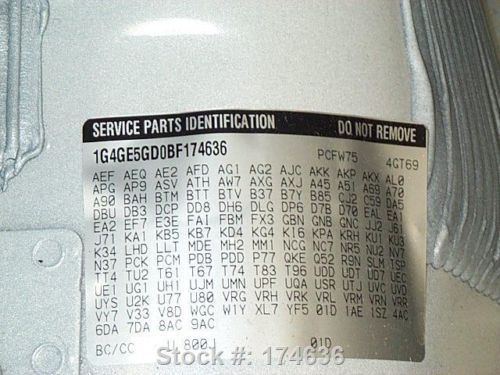 SERVICE PARTS IDENTIFICATION DO NOT REMOVE
1G4GE5GD0BF174636 PCFW75 4GT69
AEF AEQ AE2 AFD AG1 AG2 AJC AKK AKP AKX AL0
APG AP9 ASV ATH AW7 AXG AXJ A45 A51 A69 A70
A90 BAH BTM BTT BTV B37 B7Y B85 CJ2 C59 DA5
DBU DB3 DCP DD8 DH6 DLG DP6 D7B D70 EAL EA1
EA2 EF7 E3E FA1 FBM FX3 GBN GNB GNC JJ2 J61
J71 KA1 KB5 KB7 KD4 KG4 K16 KPA KRH KU1 KU3
K34 LHD LLT MDE MH2 MM1 NCG NC7 NR5 NU2 NV7
N37 PCK PCM PDB PDD P77 QKE Q52 R9N SLM TSP
TT4 TU2 T61 T67 T74 T83 T96 UDD UDT UD7 UEC
UE1 UG1 UH1 UJM UMN UPF UQA USR UTJ UVC UVD
UYS U2K U77 U80 VRG VRH VRK VRL VRM VRN VRR
VY7 V33 V8D WGC W1Y XL7 YF5 01D 1AE 1SZ 4AC
6DA 7DA 8AC 9AC
BC/CC U 800J 01D
Stock #: 174636